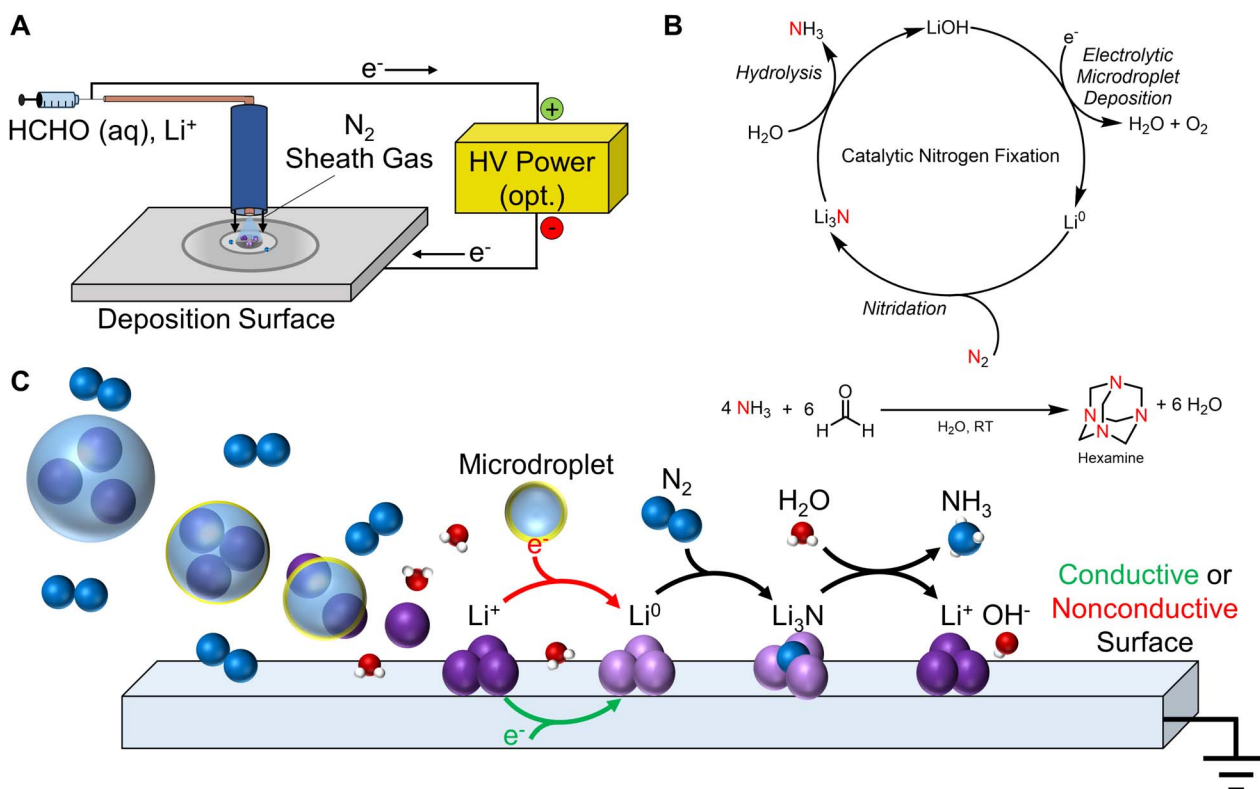 A
e⁻
HCHO (aq), Li⁺
N₂
Sheath Gas
+
HV Power
(opt.)
-
e⁻
Deposition Surface
B
NH₃
LiOH
e⁻
Hydrolysis
Electrolytic
Microdroplet
Deposition
H₂O
H₂O + O₂
Catalytic Nitrogen Fixation
Li₃N
Li⁰
Nitridation
N₂
4 NH₃ + 6
O
H H
H₂O, RT
N
N N
N
+ 6 H₂O
Hexamine
C
Microdroplet
e⁻
N₂
H₂O
NH₃
Li⁺
Li⁰
Li₃N
Li⁺ OH⁻
e⁻
Conductive or
Nonconductive
Surface